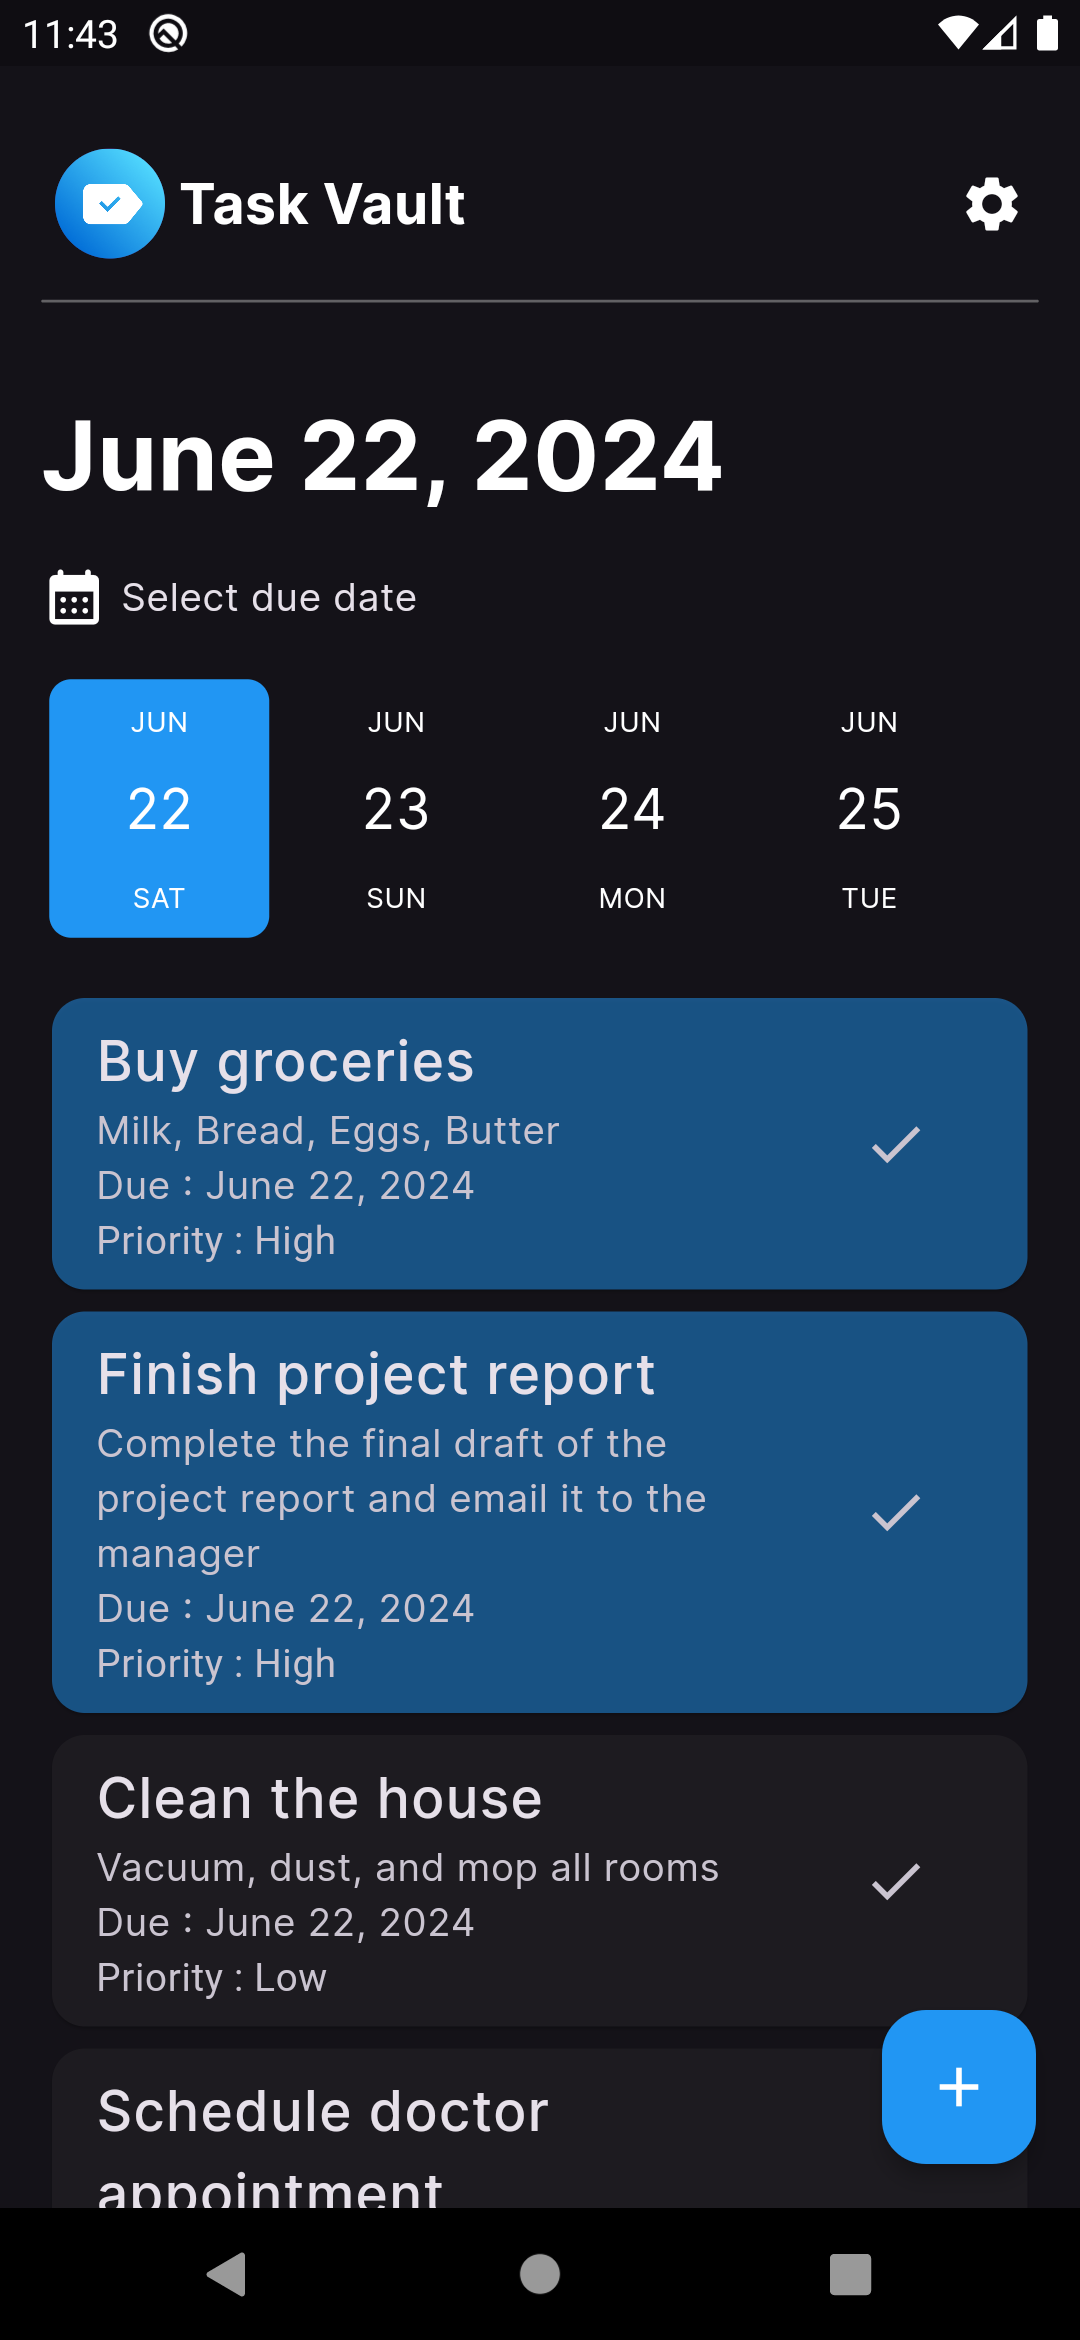 11:43
Task Vault
June 22, 2024
Select due date
JUN JUN JUN JUN
22 23 24 25
SAT SUN MON TUE
Buy groceries
Milk, Bread, Eggs, Butter
Due : June 22, 2024
Priority : High
Finish project report
Complete the final draft of the
project report and email it to the
manager
Due : June 22, 2024
Priority : High
Clean the house
Vacuum, dust, and mop all rooms
Due : June 22, 2024
Priority : Low
Schedule doctor
appointment